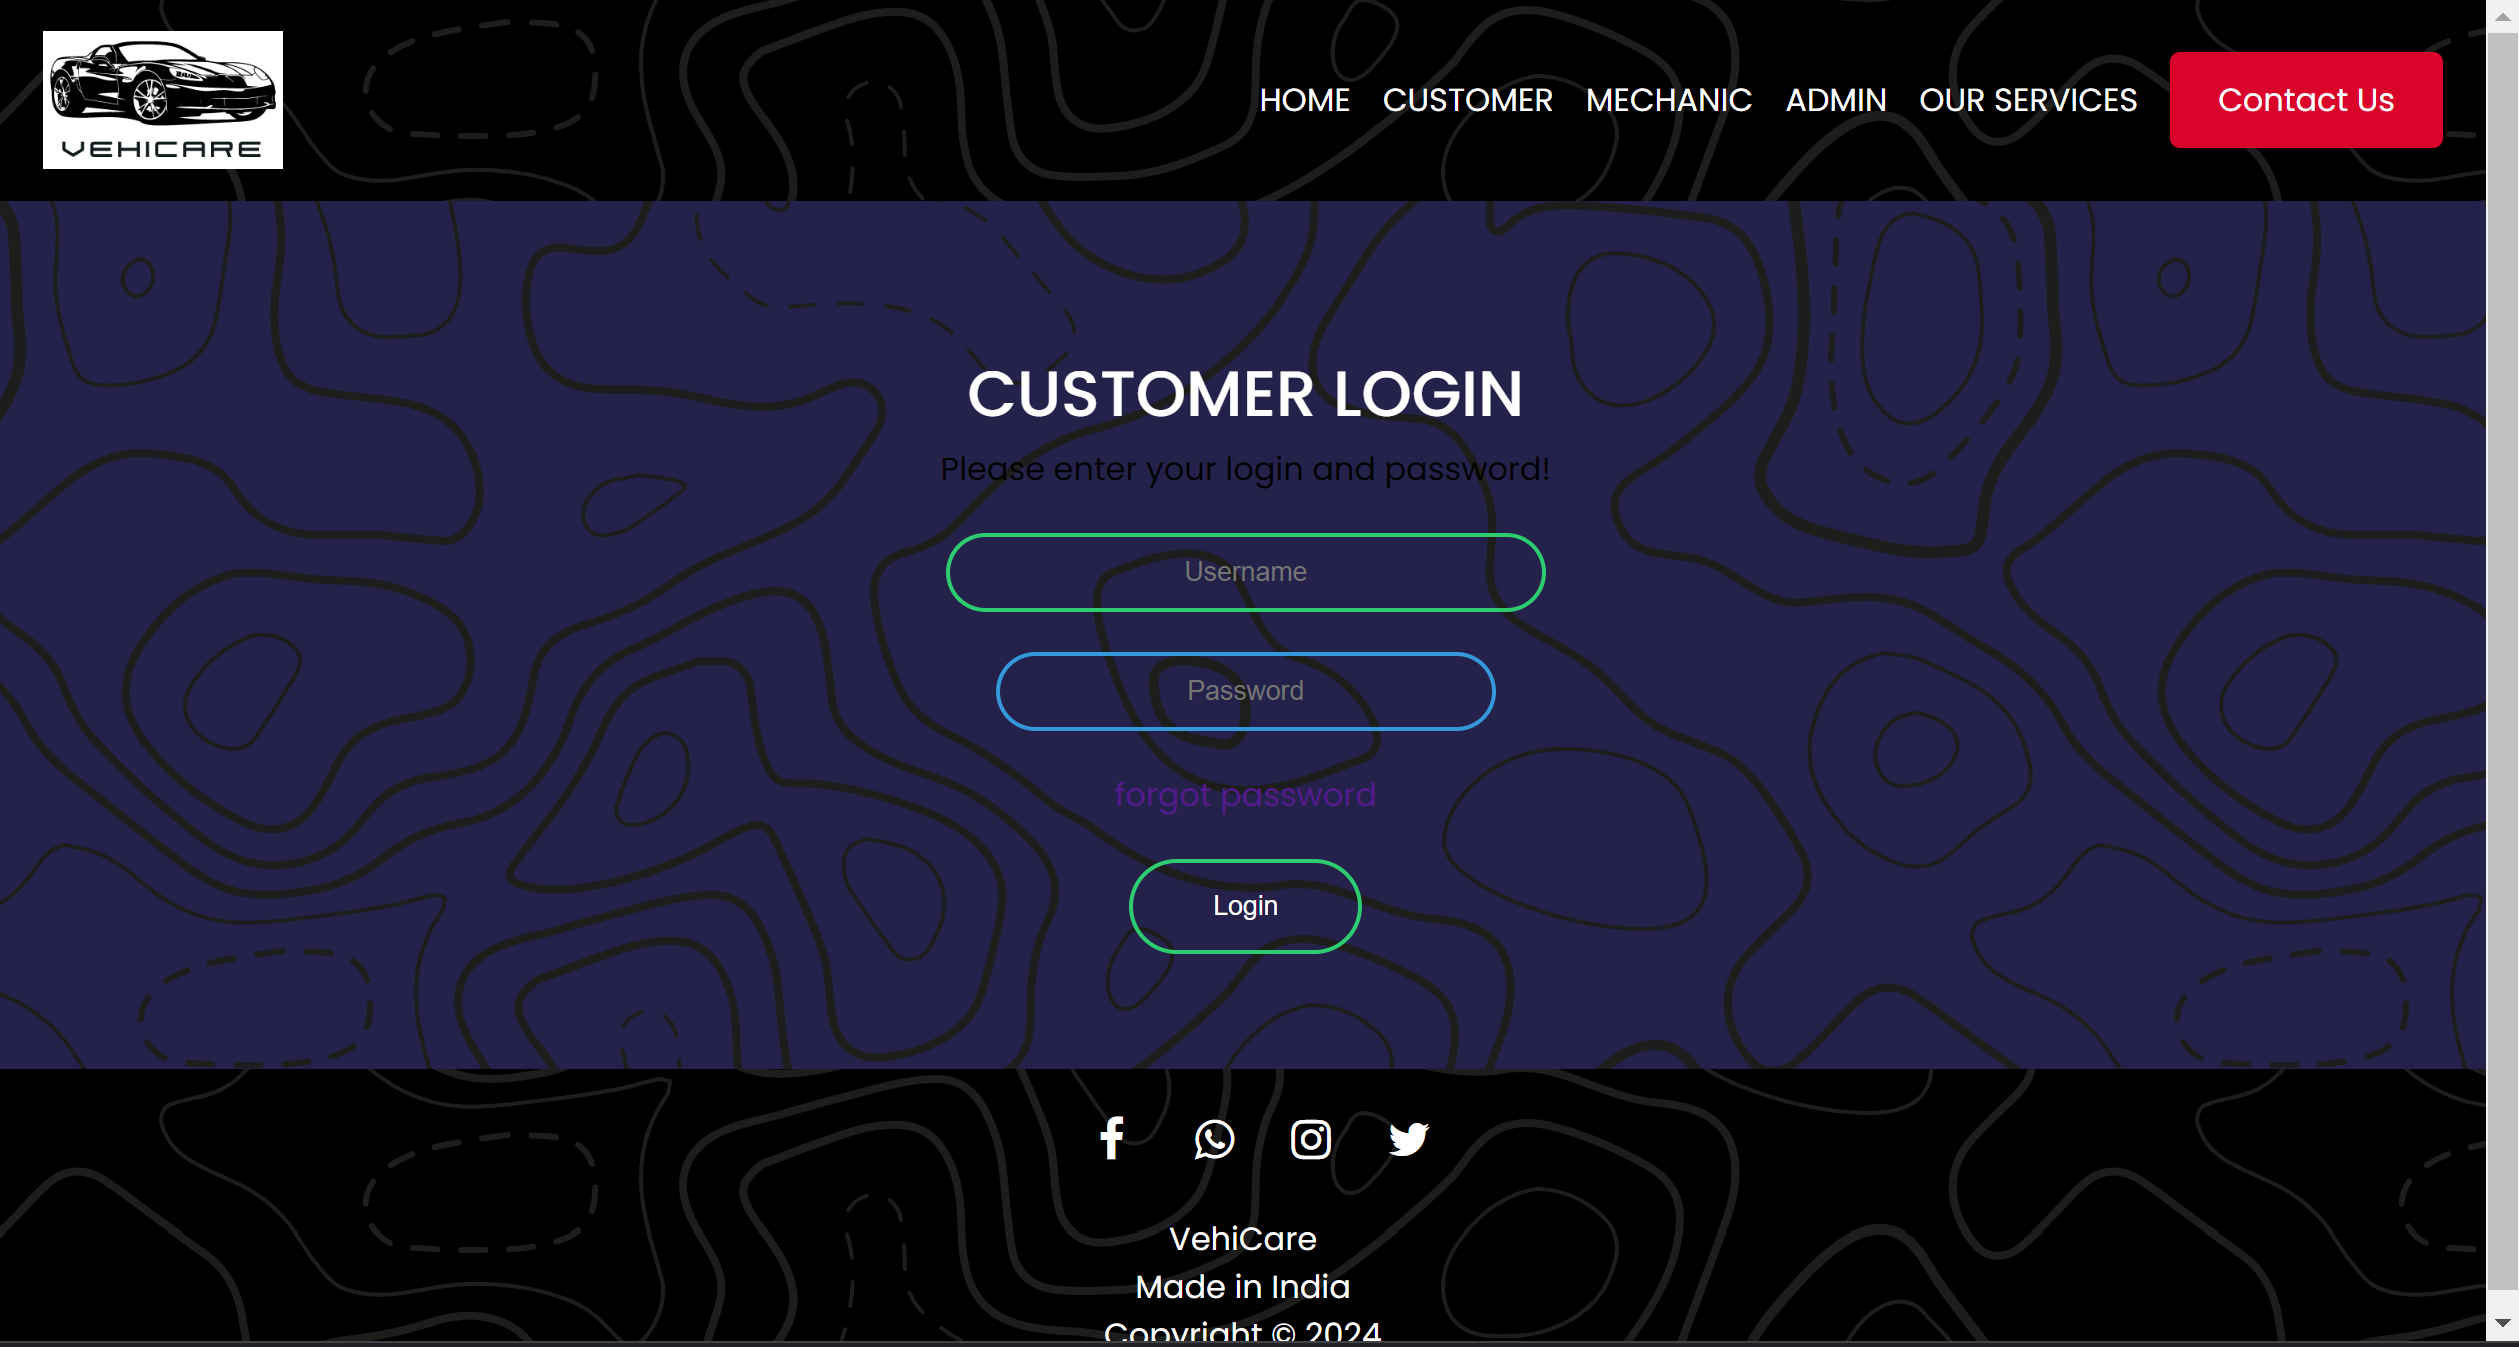 VEHICARE
HOME CUSTOMER MECHANIC ADMIN OUR SERVICES Contact Us
CUSTOMER LOGIN
Please enter your login and password!
Username
Password
forgot password
Login
VehiCare
Made in India
Copyright © 2024